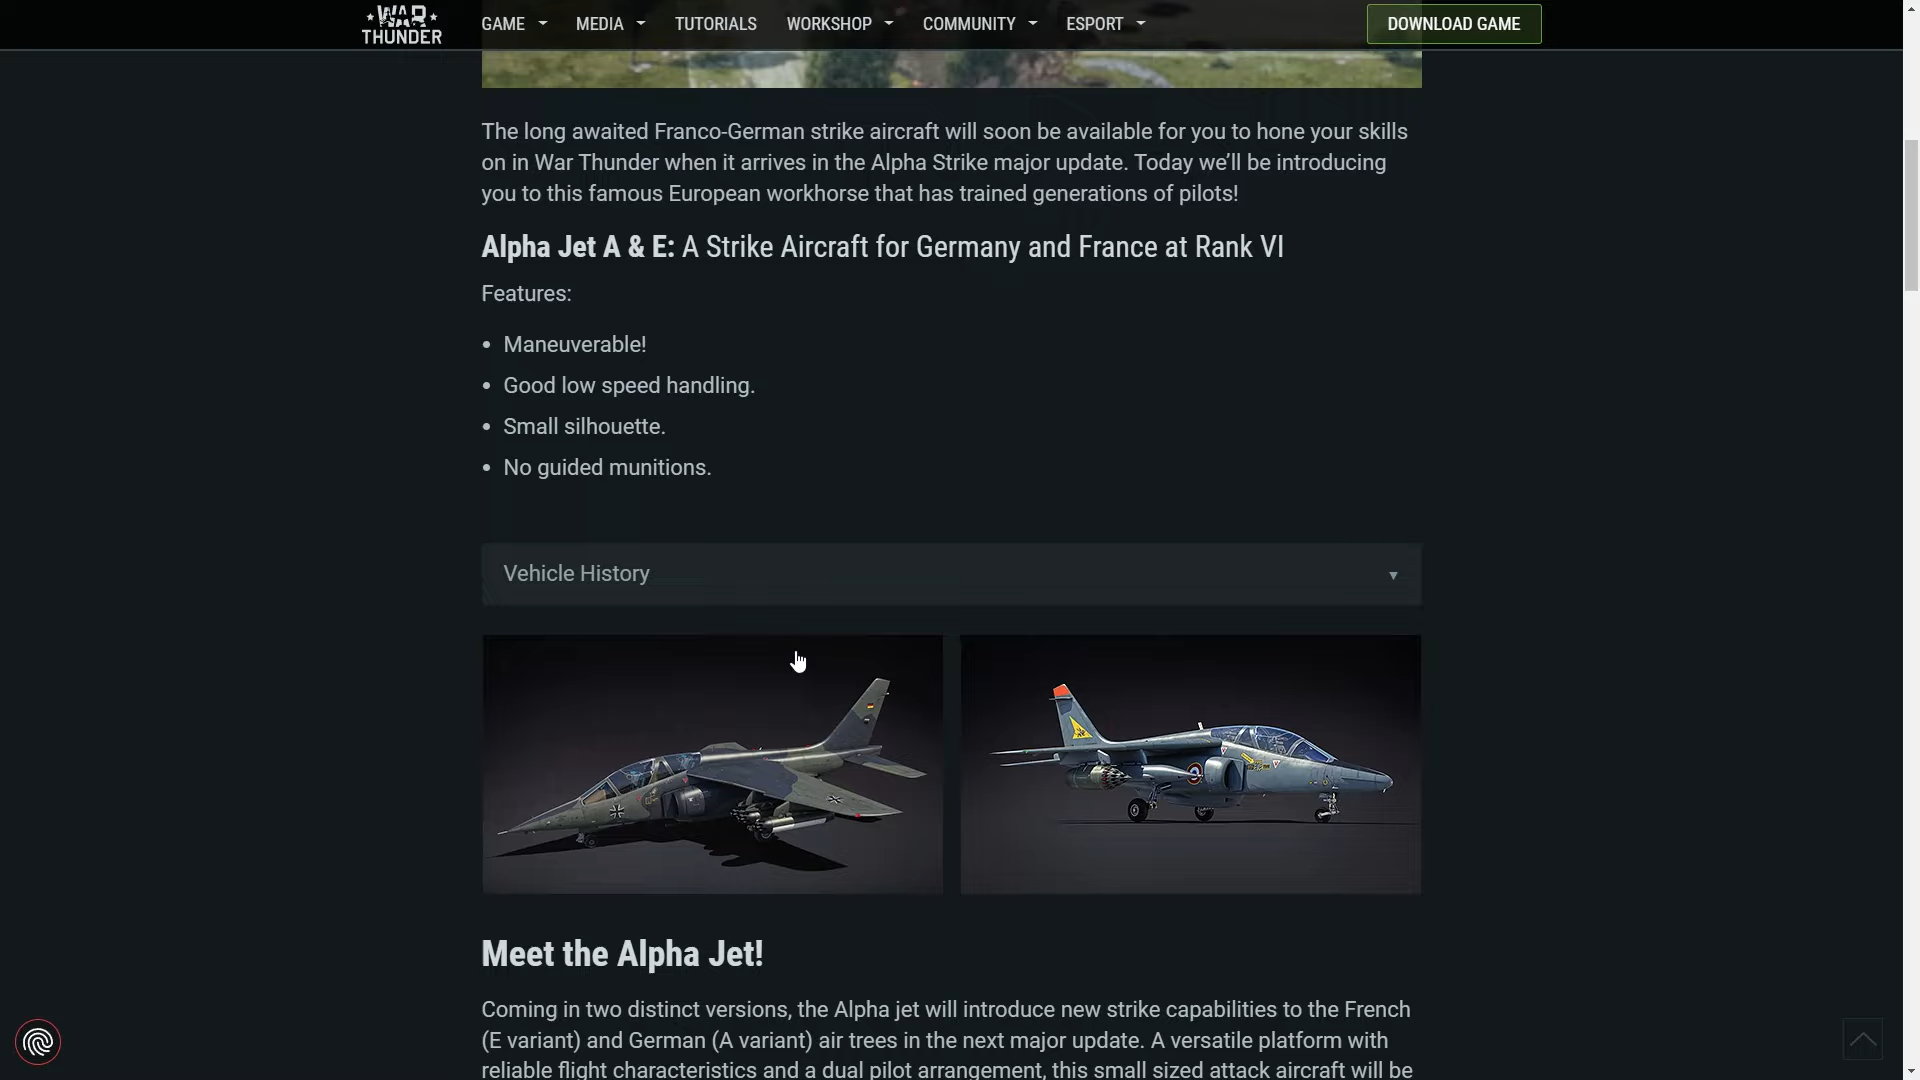 WAR THUNDER
GAME MEDIA TUTORIALS WORKSHOP COMMUNITY ESPORT DOWNLOAD GAME
The long awaited Franco-German strike aircraft will soon be available for you to hone your skills
on in War Thunder when it arrives in the Alpha Strike major update. Today we'll be introducing
you to this famous European workhorse that has trained generations of pilots!
Alpha Jet A & E: A Strike Aircraft for Germany and France at Rank VI
Features:
• Maneuverable!
• Good low speed handling.
• Small silhouette.
• No guided munitions.
Vehicle History
Meet the Alpha Jet!
Coming in two distinct versions, the Alpha jet will introduce new strike capabilities to the French
(E variant) and German (A variant) air trees in the next major update. A versatile platform with
reliable flight characteristics and a dual pilot arrangement, this small sized attack aircraft will be